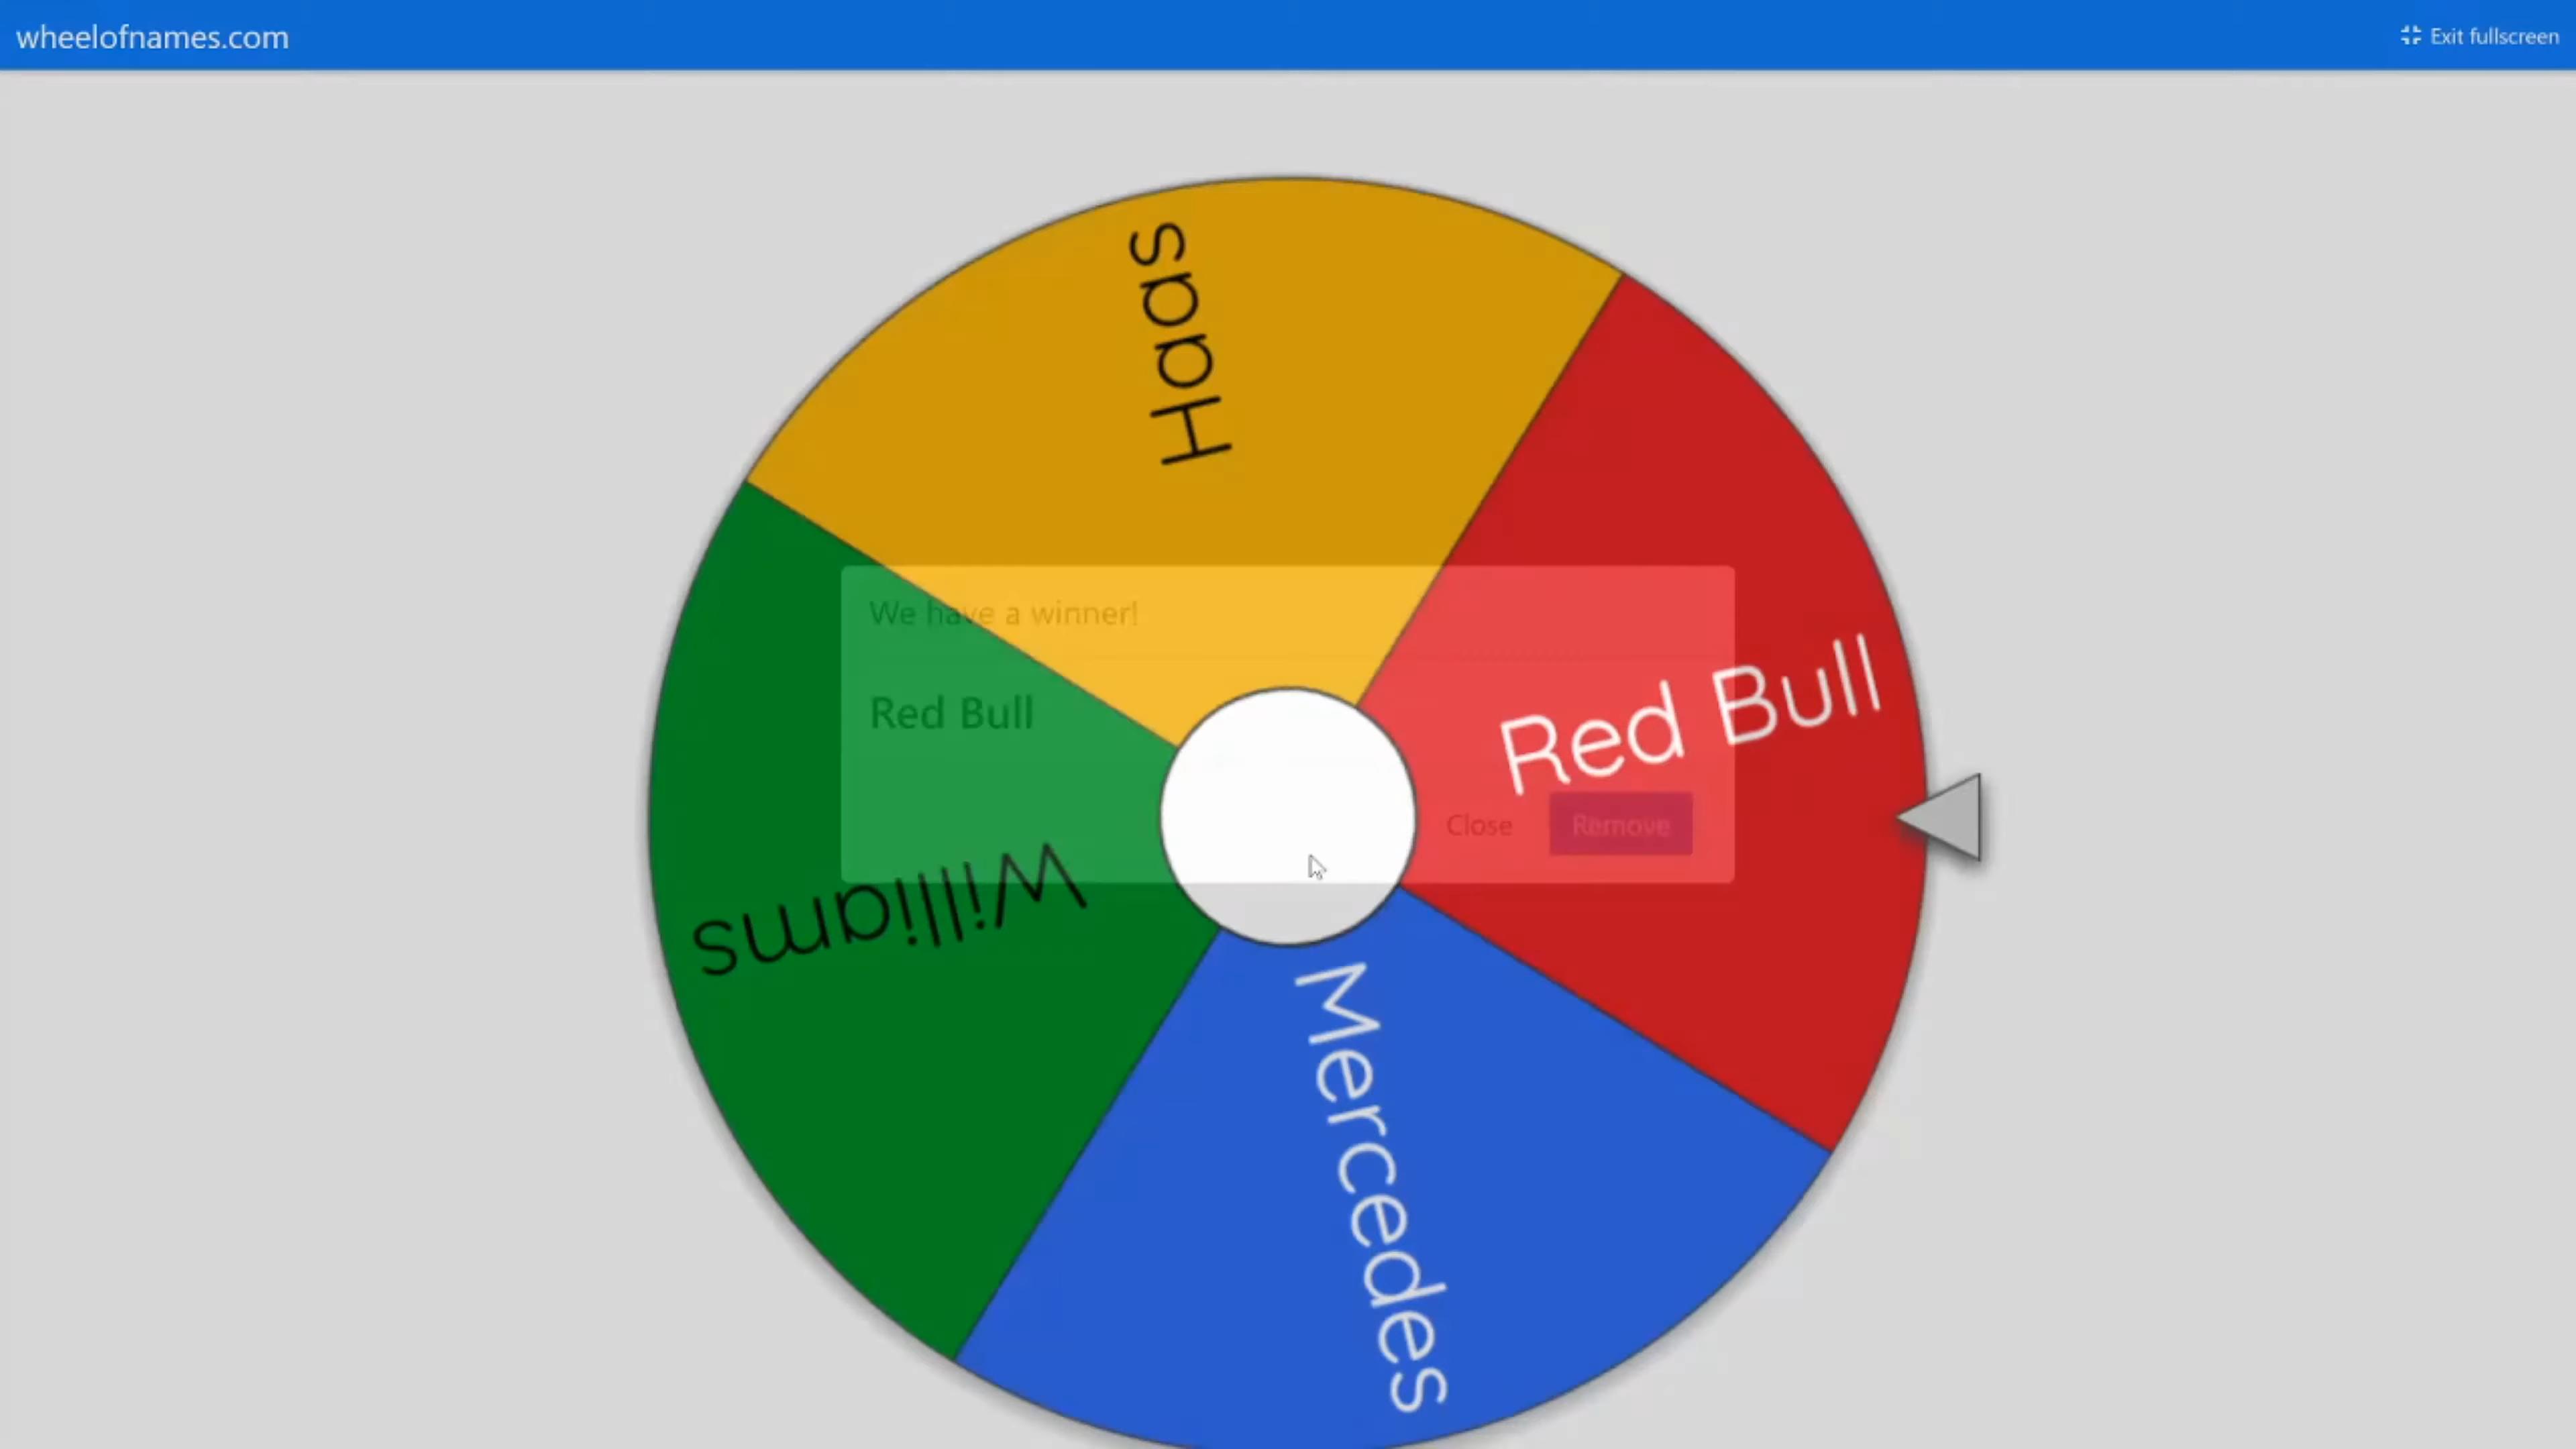 wheelofnames.com
Exit fullscreen
Haas
We have a winner!
Red Bull
Red Bull
Close
Remove
Williams
Mercedes